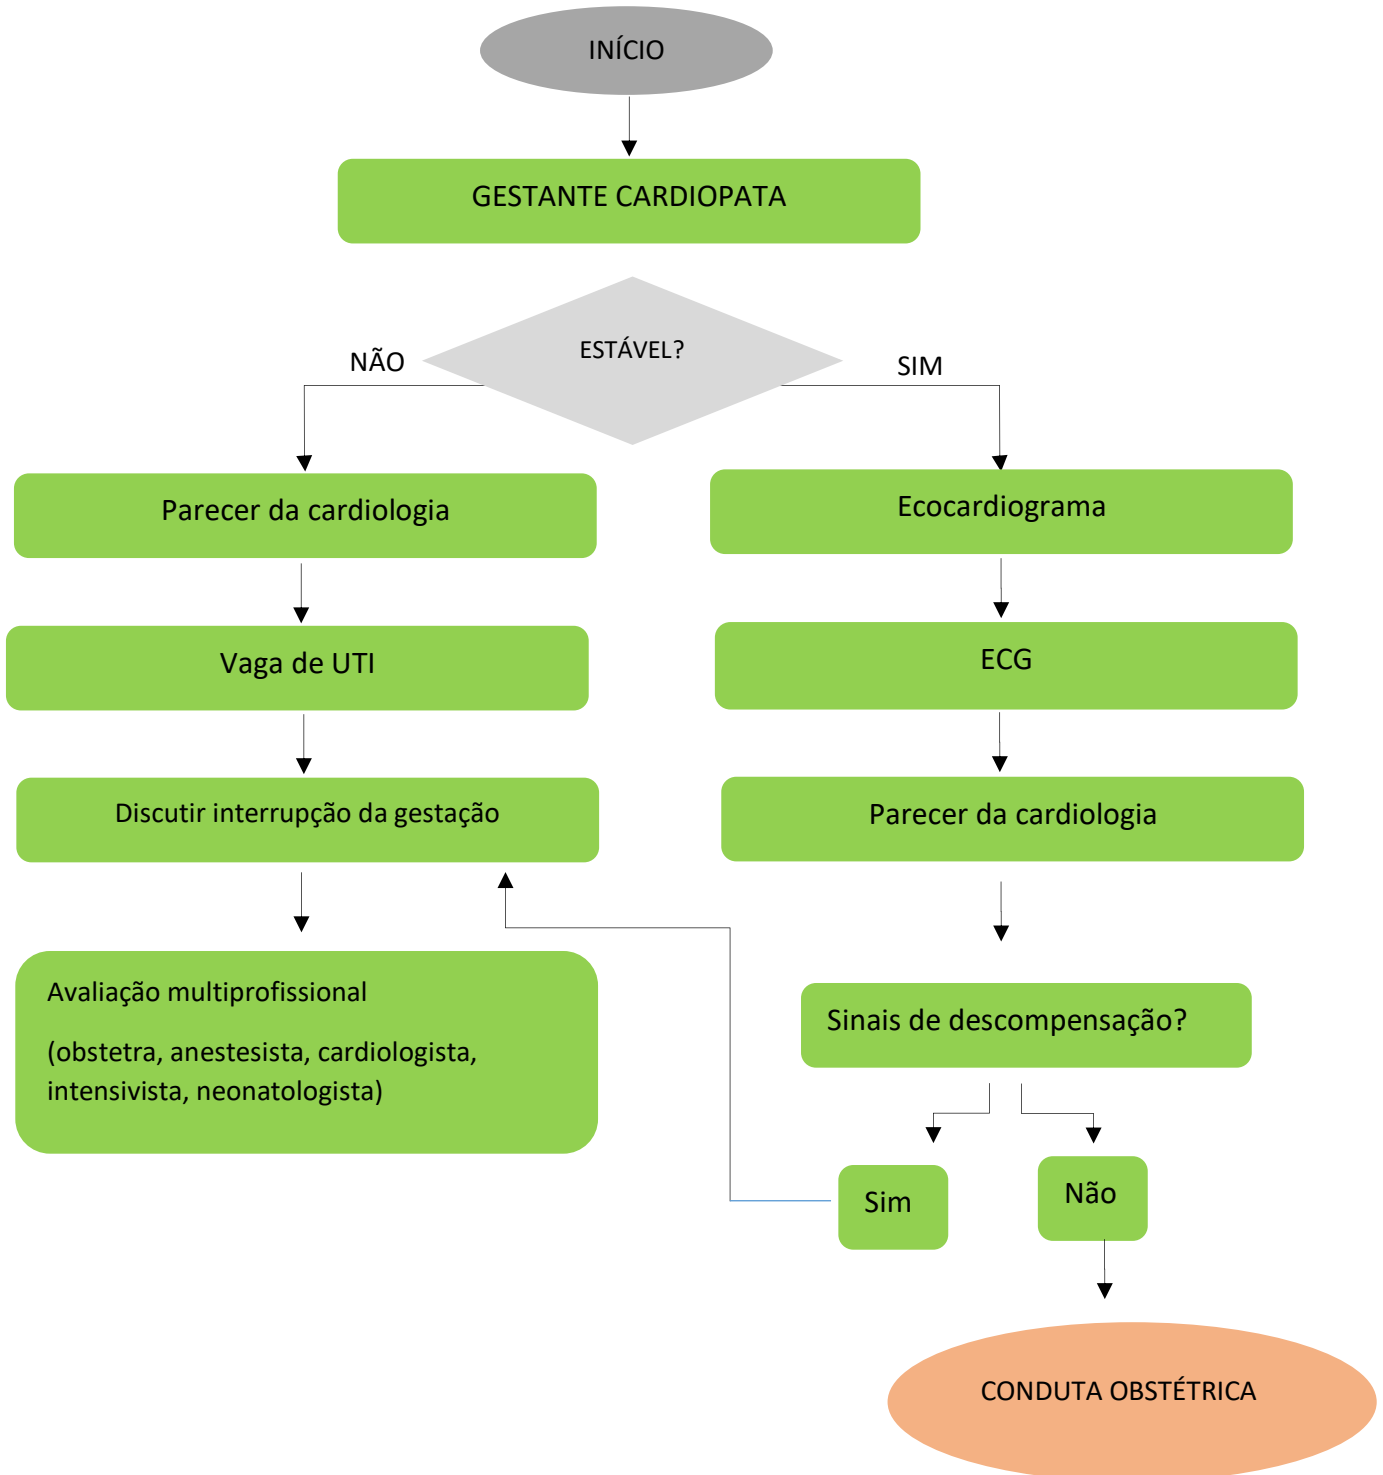 INÍCIO
GESTANTE CARDIOPATA
ESTÁVEL?
NÃO
SIM
Parecer da cardiologia
Ecocardiograma
Vaga de UTI
ECG
Discutir interrupção da gestação
Parecer da cardiologia
Avaliação multiprofissional
(obstetra, anestesista, cardiologista,
intensivista, neonatologista)
Sinais de descompensação?
Sim
Não
CONDUTA OBSTÉTRICA